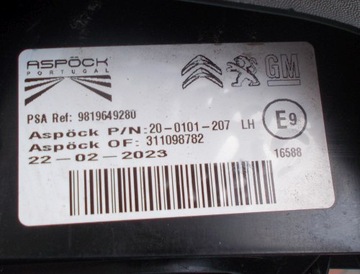 ASPÖCK
PORTUGAL
GM
PSA Ref: 9819649280
Aspöck P/N: 20-0101-207 LH
E9
Aspöck OF: 311098782
22-02-2023
16588